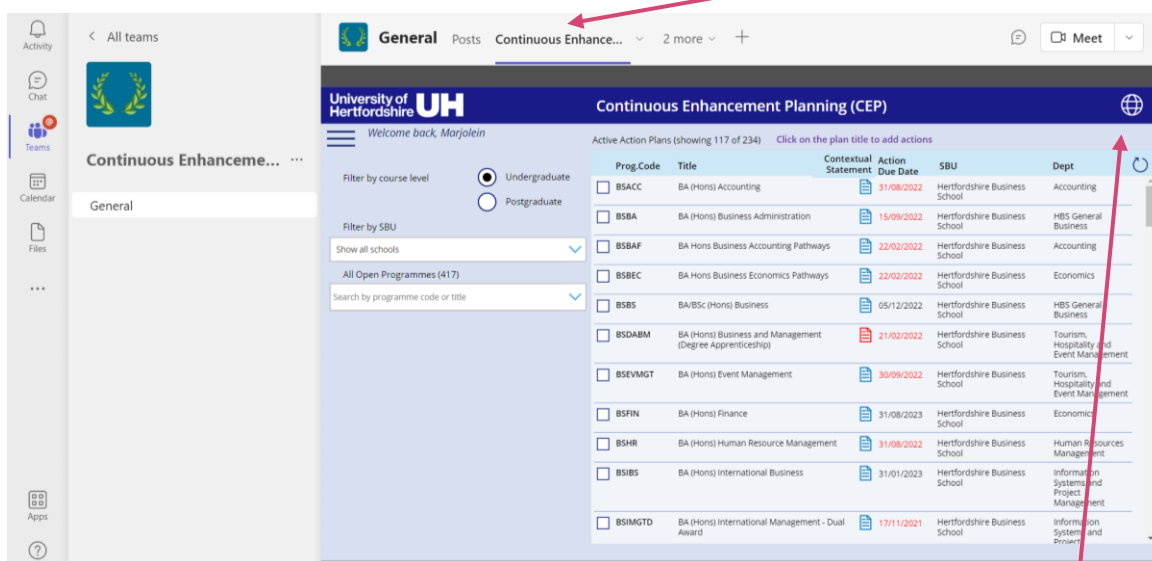 Activity
Chat
Teams
Calendar
Files
Apps
All teams
Continuous Enhanceme... ...
General
General Posts Continuous Enhance... 2 more +
Meet
University of Hertfordshire UH
Continuous Enhancement Planning (CEP)
Welcome back, Marjolein
Filter by course level
Undergraduate
Postgraduate
Filter by SBU
Show all schools
All Open Programmes (417)
Search by programme code or title
Active Action Plans (showing 117 of 234) Click on the plan title to add actions
Prog.Code Title Contextual Statement Action Due Date SBU Dept
BSACC BA (Hons) Accounting 31/08/2022 Hertfordshire Business Accounting
School
BSBA BA (Hons) Business Administration 15/09/2022 Hertfordshire Business HBS General
School Business
BSBAF BA Hons Business Accounting Pathways 22/02/2022 Hertfordshire Business Accounting
School
BSBEC BA Hons Business Economics Pathways 22/02/2022 Hertfordshire Business Economics
School
BSBS BA/BSc (Hons) Business 05/12/2022 Hertfordshire Business HBS General
School Business
BSDABM BA (Hons) Business and Management 21/02/2022 Hertfordshire Business Tourism,
(Degree Apprenticeship) School Hospitality and
Event Management
BSEVMGT BA (Hons) Event Management 30/09/2022 Hertfordshire Business Tourism,
School Hospitality and
Event Management
BSFIN BA (Hons) Finance 31/08/2023 Hertfordshire Business Economics
School
BSHR BA (Hons) Human Resource Management 31/08/2022 Hertfordshire Business Human Resources
School Management
BSIBS BA (Hons) International Business 31/01/2023 Hertfordshire Business Information
School Systems and
Project
Management
BSIMGTD BA (Hons) International Management - Dual 17/11/2021 Hertfordshire Business Information
Award School Systems and
Project